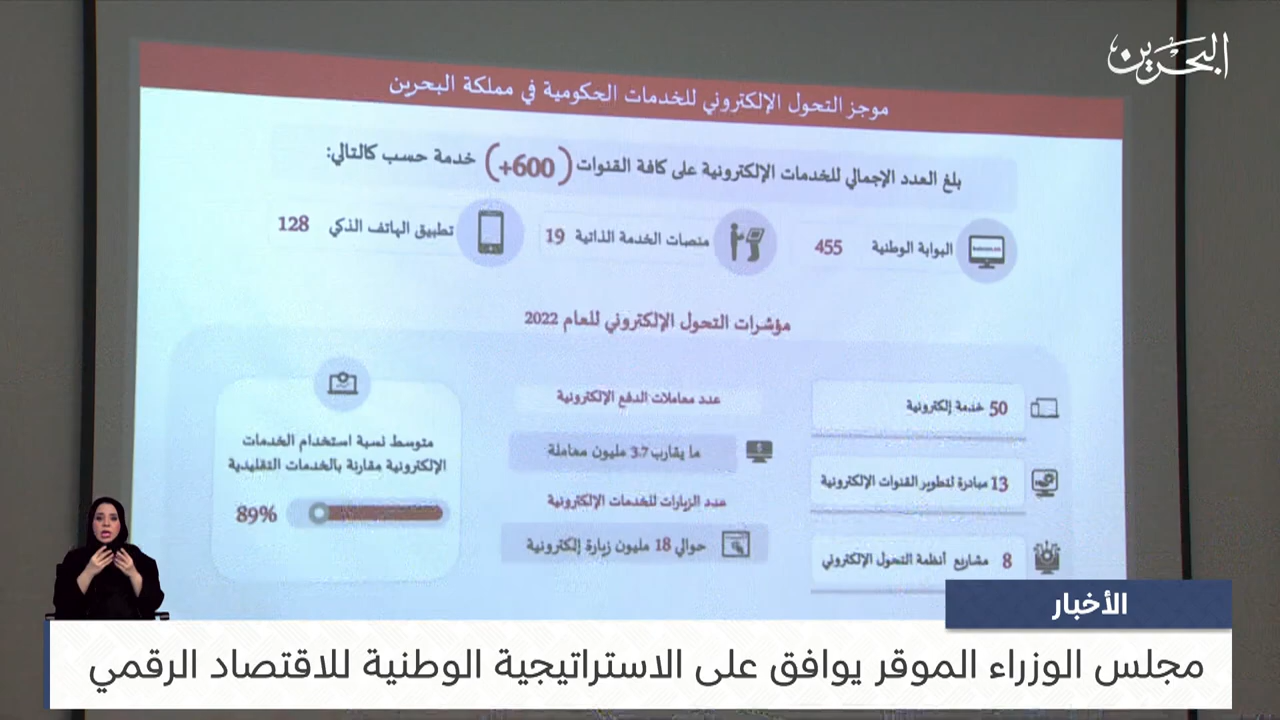 البحرين
موجز التحول الإلكتروني للخدمات الحكومية في مملكة البحرين
بلغ العدد الإجمالي للخدمات الإلكترونية على كافة القنوات (600+) خدمة حسب كالتالي:
البوابة الوطنية 455
منصات الخدمة الذاتية 19
تطبيق الهاتف الذكي 128
مؤشرات التحول الإلكتروني للعام 2022
50 خدمة إلكترونية
13 مبادرة لتطوير القنوات الإلكترونية
8 مشاريع أنظمة التحول الإلكتروني
عدد معاملات الدفع الإلكترونية
ما يقارب 3.7 مليون معاملة
عدد الزيارات للخدمات الإلكترونية
حوالي 18 مليون زيارة إلكترونية
متوسط نسبة استخدام الخدمات
الإلكترونية مقارنة بالخدمات التقليدية
89%
الأخبار
مجلس الوزراء الموقر يوافق على الاستراتيجية الوطنية للاقتصاد الرقمي